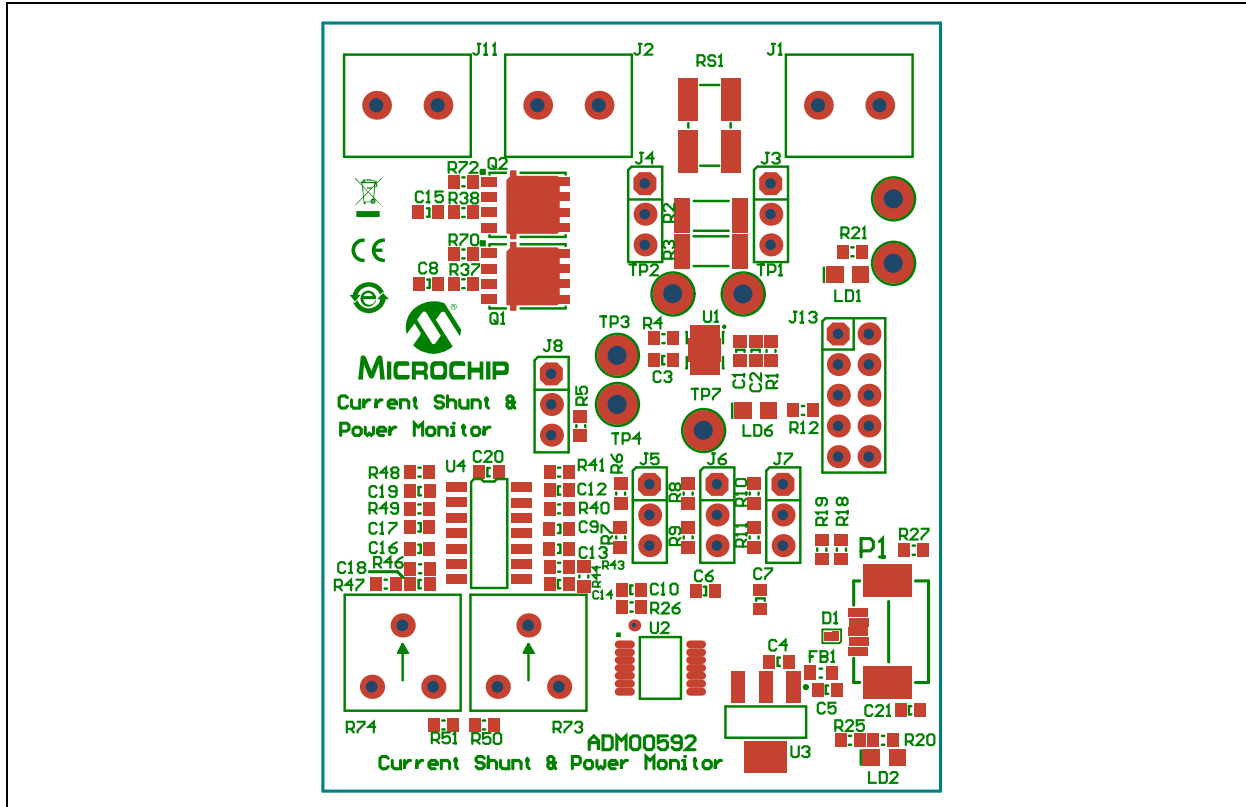 J11
J2
RS1
J1
J4
J3
R72
Q2
C15
R38
R2
R21
R70
R3
C8
R37
TP2
TP1
LD1
CE
e
Q1
TP3
R4
U1
J13
®
J8
C3
C1
C2
R1
MICROCHIP
R5
TP7
Current Shunt &
Power Monitor
TP4
LD6
R12
R48
U4
C20
R41
R6
J5
J6
J7
C19
C12
R8
R10
R49
R40
C17
C9
R7
R9
R11
R19
R18
C16
C13
P1
R27
C18
R46
R43
R47
R44
C14
C10
C6
C7
R26
U2
D1
C4
FB1
C5
C21
R74
R51
R50
R73
R25
R20
ADM00592
U3
Current Shunt & Power Monitor
LD2